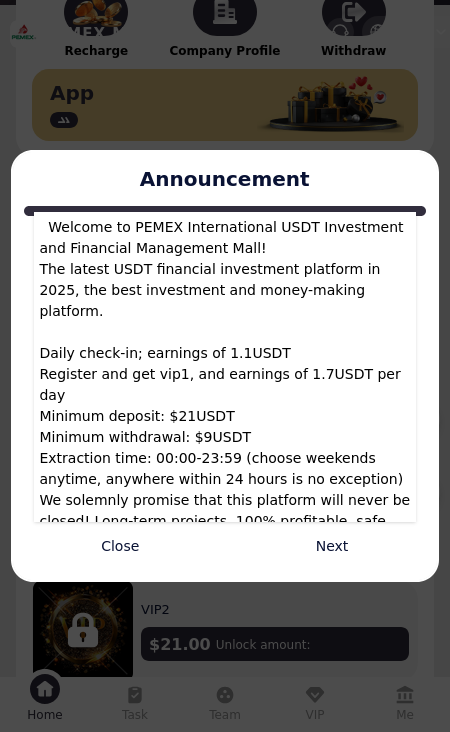 Recharge
Company Profile
Withdraw
App
Announcement
Welcome to PEMEX International USDT Investment
and Financial Management Mall!
The latest USDT financial investment platform in
2025, the best investment and money-making
platform.
Daily check-in; earnings of 1.1USDT
Register and get vip1, and earnings of 1.7USDT per
day
Minimum deposit: $21USDT
Minimum withdrawal: $9USDT
Extraction time: 00:00-23:59 (choose weekends
anytime, anywhere within 24 hours is no exception)
We solemnly promise that this platform will never be
closed! Long-term projects, 100% profitable, safe
Close
Next
VIP2
$21.00 Unlock amount:
Home
Task
Team
VIP
Me